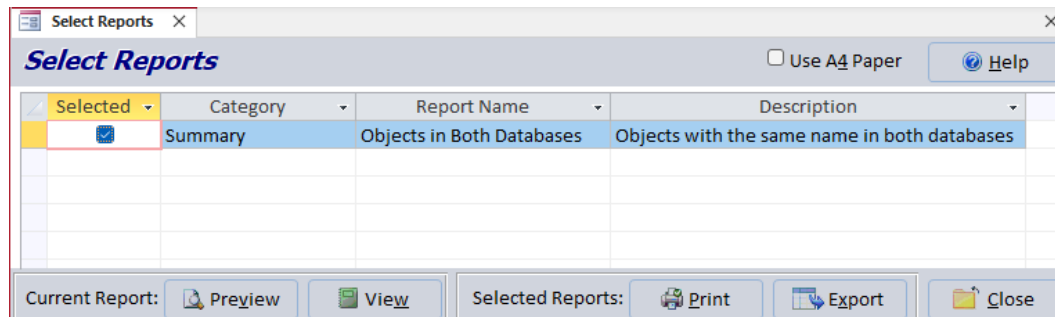 Select Reports
Select Reports
Use A4 Paper
Help
Selected Category Report Name Description
Summary Objects in Both Databases Objects with the same name in both databases
Current Report: Preview View Selected Reports: Print Export Close